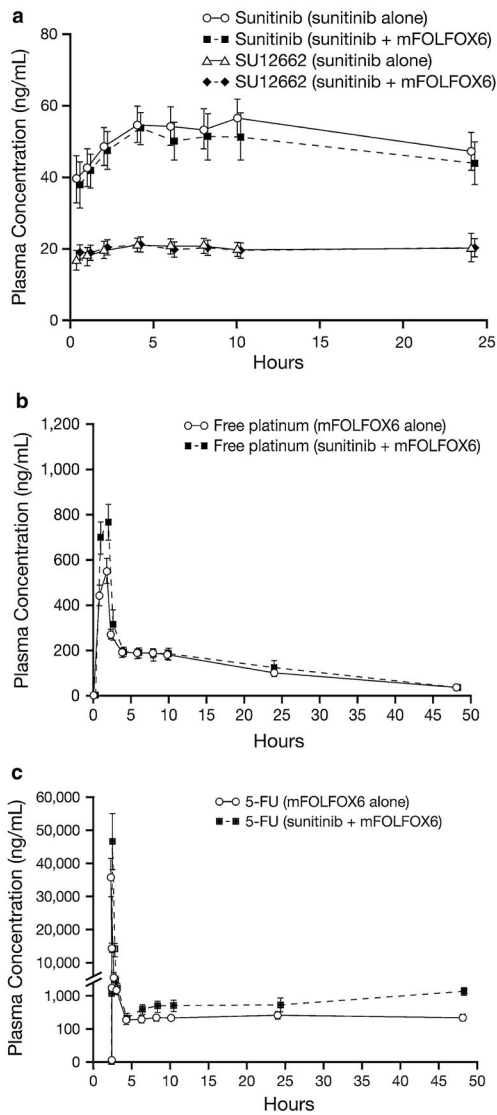 a
Sunitinib (sunitinib alone)
Sunitinib (sunitinib + mFOLFOX6)
SU12662 (sunitinib alone)
SU12662 (sunitinib + mFOLFOX6)
Plasma Concentration (ng/mL)
80
60
40
20
0
0 5 10 15 20 25
Hours
b
Free platinum (mFOLFOX6 alone)
Free platinum (sunitinib + mFOLFOX6)
Plasma Concentration (ng/mL)
1,200
1,000
800
600
400
200
0
0 5 10 15 20 25 30 35 40 45 50
Hours
c
5-FU (mFOLFOX6 alone)
5-FU (sunitinib + mFOLFOX6)
Plasma Concentration (ng/mL)
60,000
50,000
40,000
30,000
20,000
10,000
1,000
100
0
0 5 10 15 20 25 30 35 40 45 50
Hours